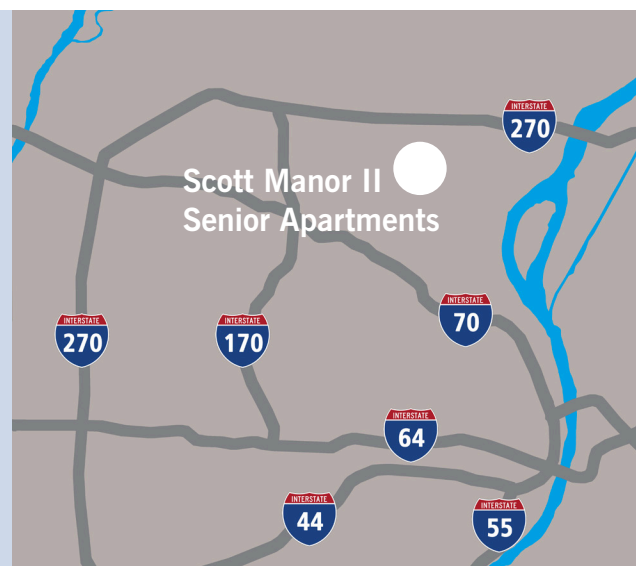 INTERSTATE
270
Scott Manor II
Senior Apartments
INTERSTATE
70
INTERSTATE
270
INTERSTATE
170
INTERSTATE
64
INTERSTATE
44
INTERSTATE
55